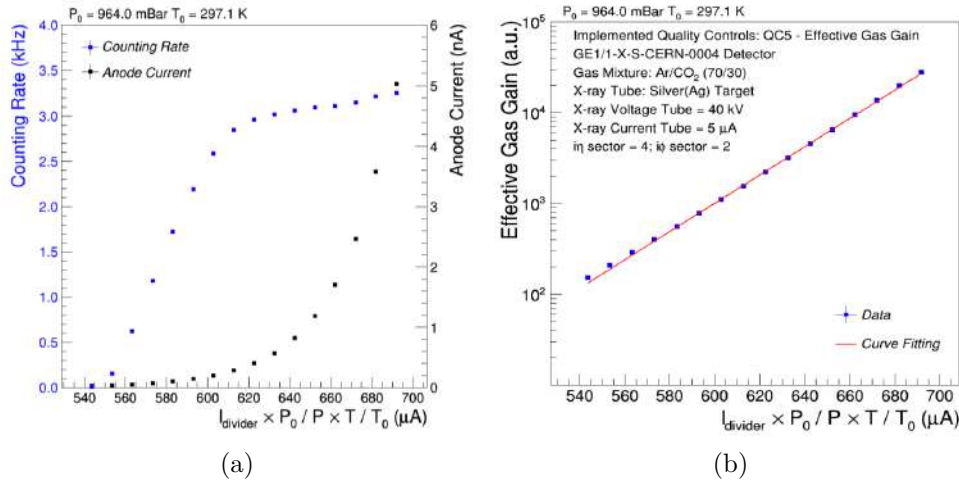 P₀ = 964.0 mBar T₀ = 297.1 K
Counting Rate (kHz)
4.0
3.5
3.0
2.5
2.0
1.5
1.0
0.5
0.0
Counting Rate
Anode Current
6
5
4
3
2
1
0
Anode Current (nA)
540 560 580 600 620 640 660 680 700
I_divider × P₀ / P × T / T₀ (μA)
(a)
P₀ = 964.0 mBar T₀ = 297.1 K
Effective Gas Gain (a.u.)
10⁵
10⁴
10³
10²
Implemented Quality Controls: QC5 - Effective Gas Gain
GE1/1-X-S-CERN-0004 Detector
Gas Mixture: Ar/CO₂ (70/30)
X-ray Tube: Silver(Ag) Target
X-ray Voltage Tube = 40 kV
X-ray Current Tube = 5 μA
iη sector = 4; iϕ sector = 2
Data
Curve Fitting
540 560 580 600 620 640 660 680 700
I_divider × P₀ / P × T / T₀ (μA)
(b)